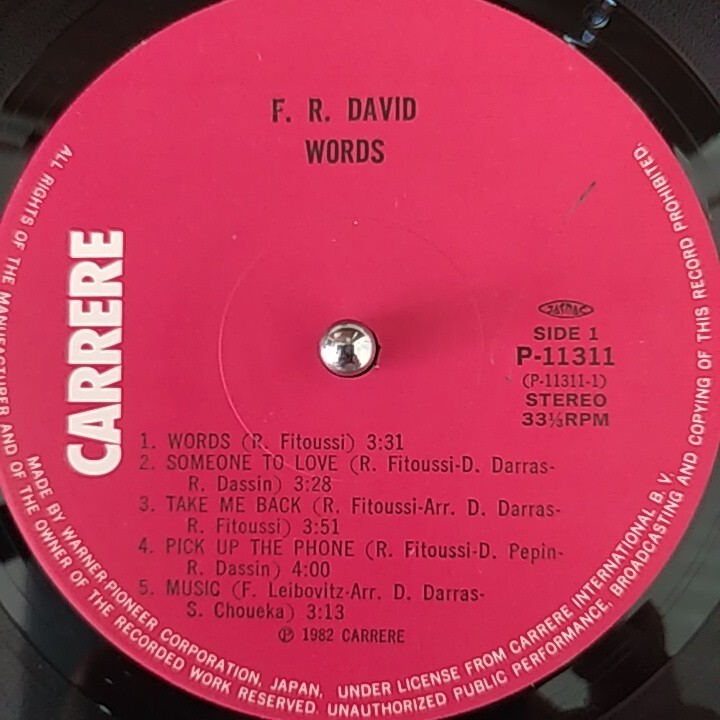 F. R. DAVID
WORDS
CARRERE
JASRAC
SIDE 1
P-11311
(P-11311-1)
STEREO
33⅓RPM
1. WORDS (R. Fitoussi) 3:31
2. SOMEONE TO LOVE (R. Fitoussi-D. Darras-
R. Dassin) 3:28
3. TAKE ME BACK (R. Fitoussi-Arr. D. Darras-
R. Fitoussi) 3:51
4. PICK UP THE PHONE (R. Fitoussi-D. Pepin-
R. Dassin) 4:00
5. MUSIC (F. Leibovitz-Arr. D. Darras-
S. Choueka) 3:13
℗ 1982 CARRERE
MADE BY WARNER-PIONEER CORPORATION, JAPAN, UNDER LICENSE FROM CARRERE INTERNATIONAL B. V.
ALL RIGHTS OF THE MANUFACTURER AND OF THE OWNER OF THE RECORDED WORK RESERVED. UNAUTHORIZED PUBLIC PERFORMANCE, BROADCASTING AND COPYING OF THIS RECORD PROHIBITED.